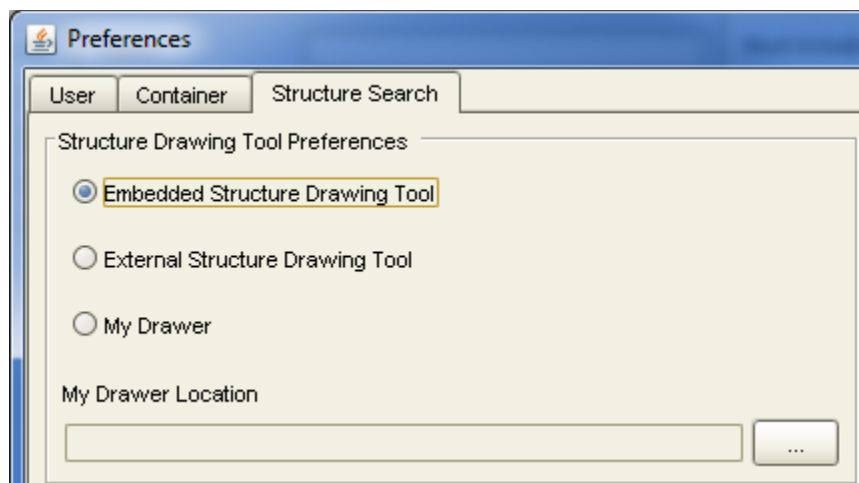 Preferences
User Container Structure Search
Structure Drawing Tool Preferences
Embedded Structure Drawing Tool
External Structure Drawing Tool
My Drawer
My Drawer Location
...